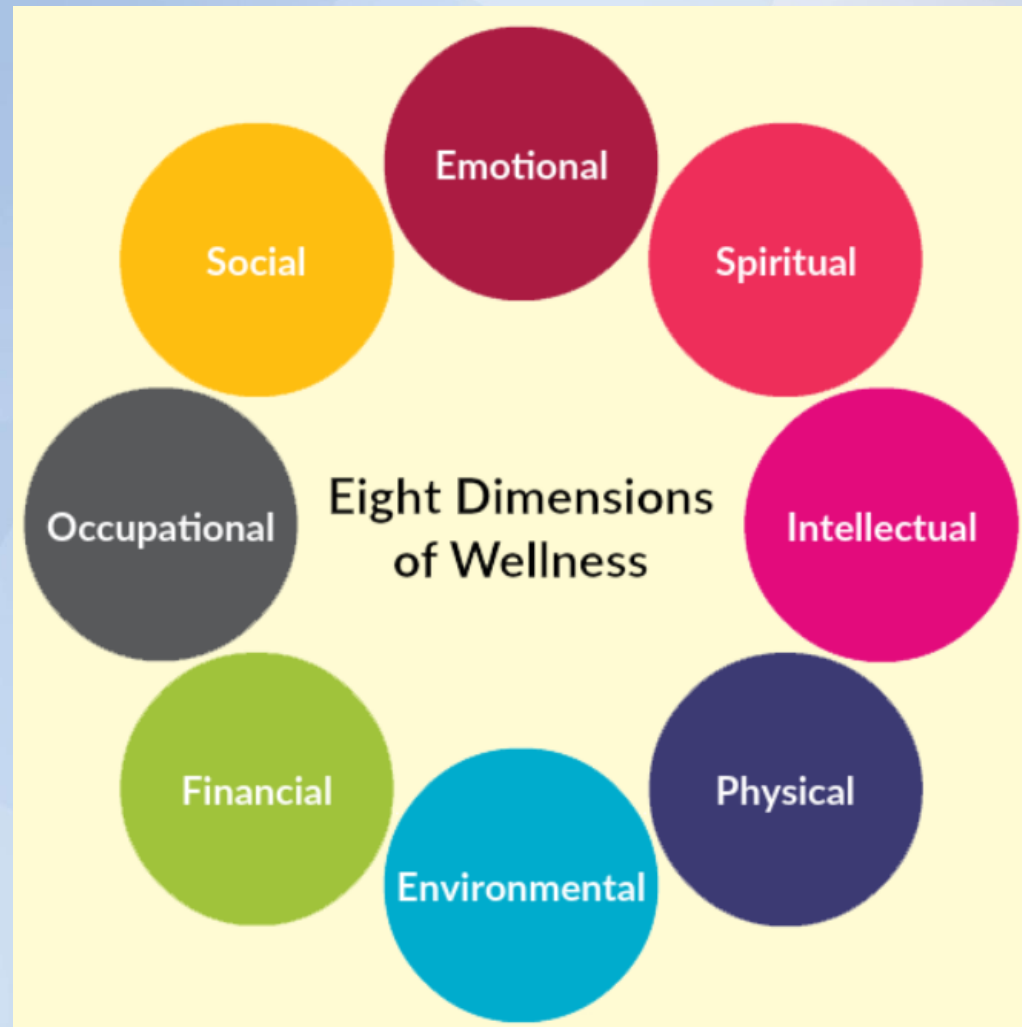 Emotional
Social
Spiritual
Occupational
Eight Dimensions
of Wellness
Intellectual
Financial
Physical
Environmental